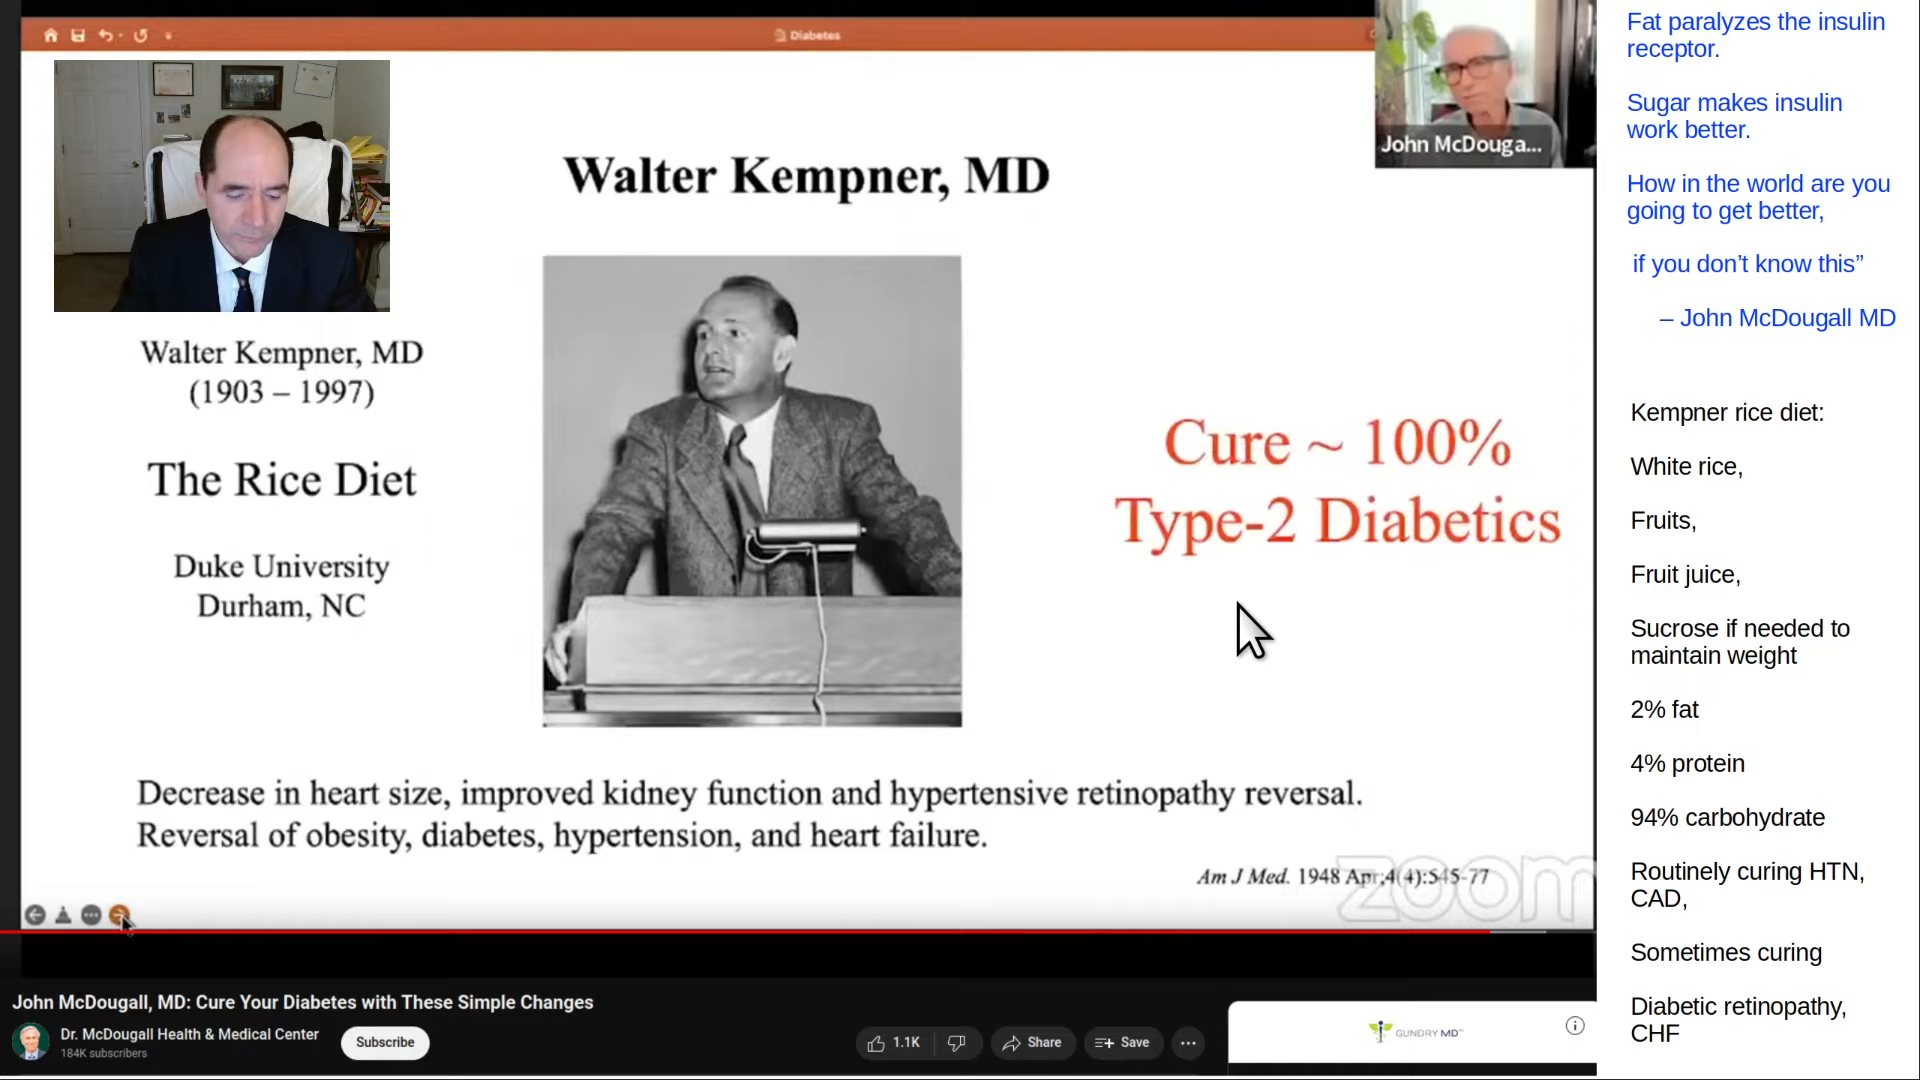 Diabetes
John McDouga...
Walter Kempner, MD
Walter Kempner, MD
(1903 – 1997)
The Rice Diet
Duke University
Durham, NC
Cure ~ 100%
Type-2 Diabetics
Decrease in heart size, improved kidney function and hypertensive retinopathy reversal.
Reversal of obesity, diabetes, hypertension, and heart failure.
Am J Med. 1948 Apr;4(4):545-77
zoom
John McDougall, MD: Cure Your Diabetes with These Simple Changes
Dr. McDougall Health & Medical Center
184K subscribers
Subscribe
1.1K
Share
Save
GUNDRY MD™
Fat paralyzes the insulin
receptor.
Sugar makes insulin
work better.
How in the world are you
going to get better,
if you don’t know this”
– John McDougall MD
Kempner rice diet:
White rice,
Fruits,
Fruit juice,
Sucrose if needed to
maintain weight
2% fat
4% protein
94% carbohydrate
Routinely curing HTN,
CAD,
Sometimes curing
Diabetic retinopathy,
CHF